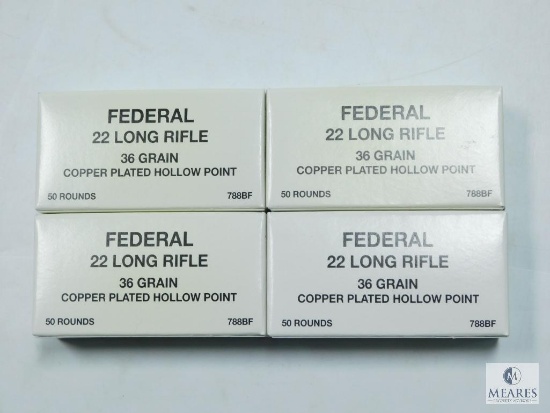 FEDERAL
22 LONG RIFLE
36 GRAIN
COPPER PLATED HOLLOW POINT
50 ROUNDS 788BF
FEDERAL
22 LONG RIFLE
36 GRAIN
COPPER PLATED HOLLOW POINT
50 ROUNDS 788BF
FEDERAL
22 LONG RIFLE
36 GRAIN
COPPER PLATED HOLLOW POINT
50 ROUNDS 788BF
FEDERAL
22 LONG RIFLE
36 GRAIN
COPPER PLATED HOLLOW POINT
50 ROUNDS 788BF
M
MEARES